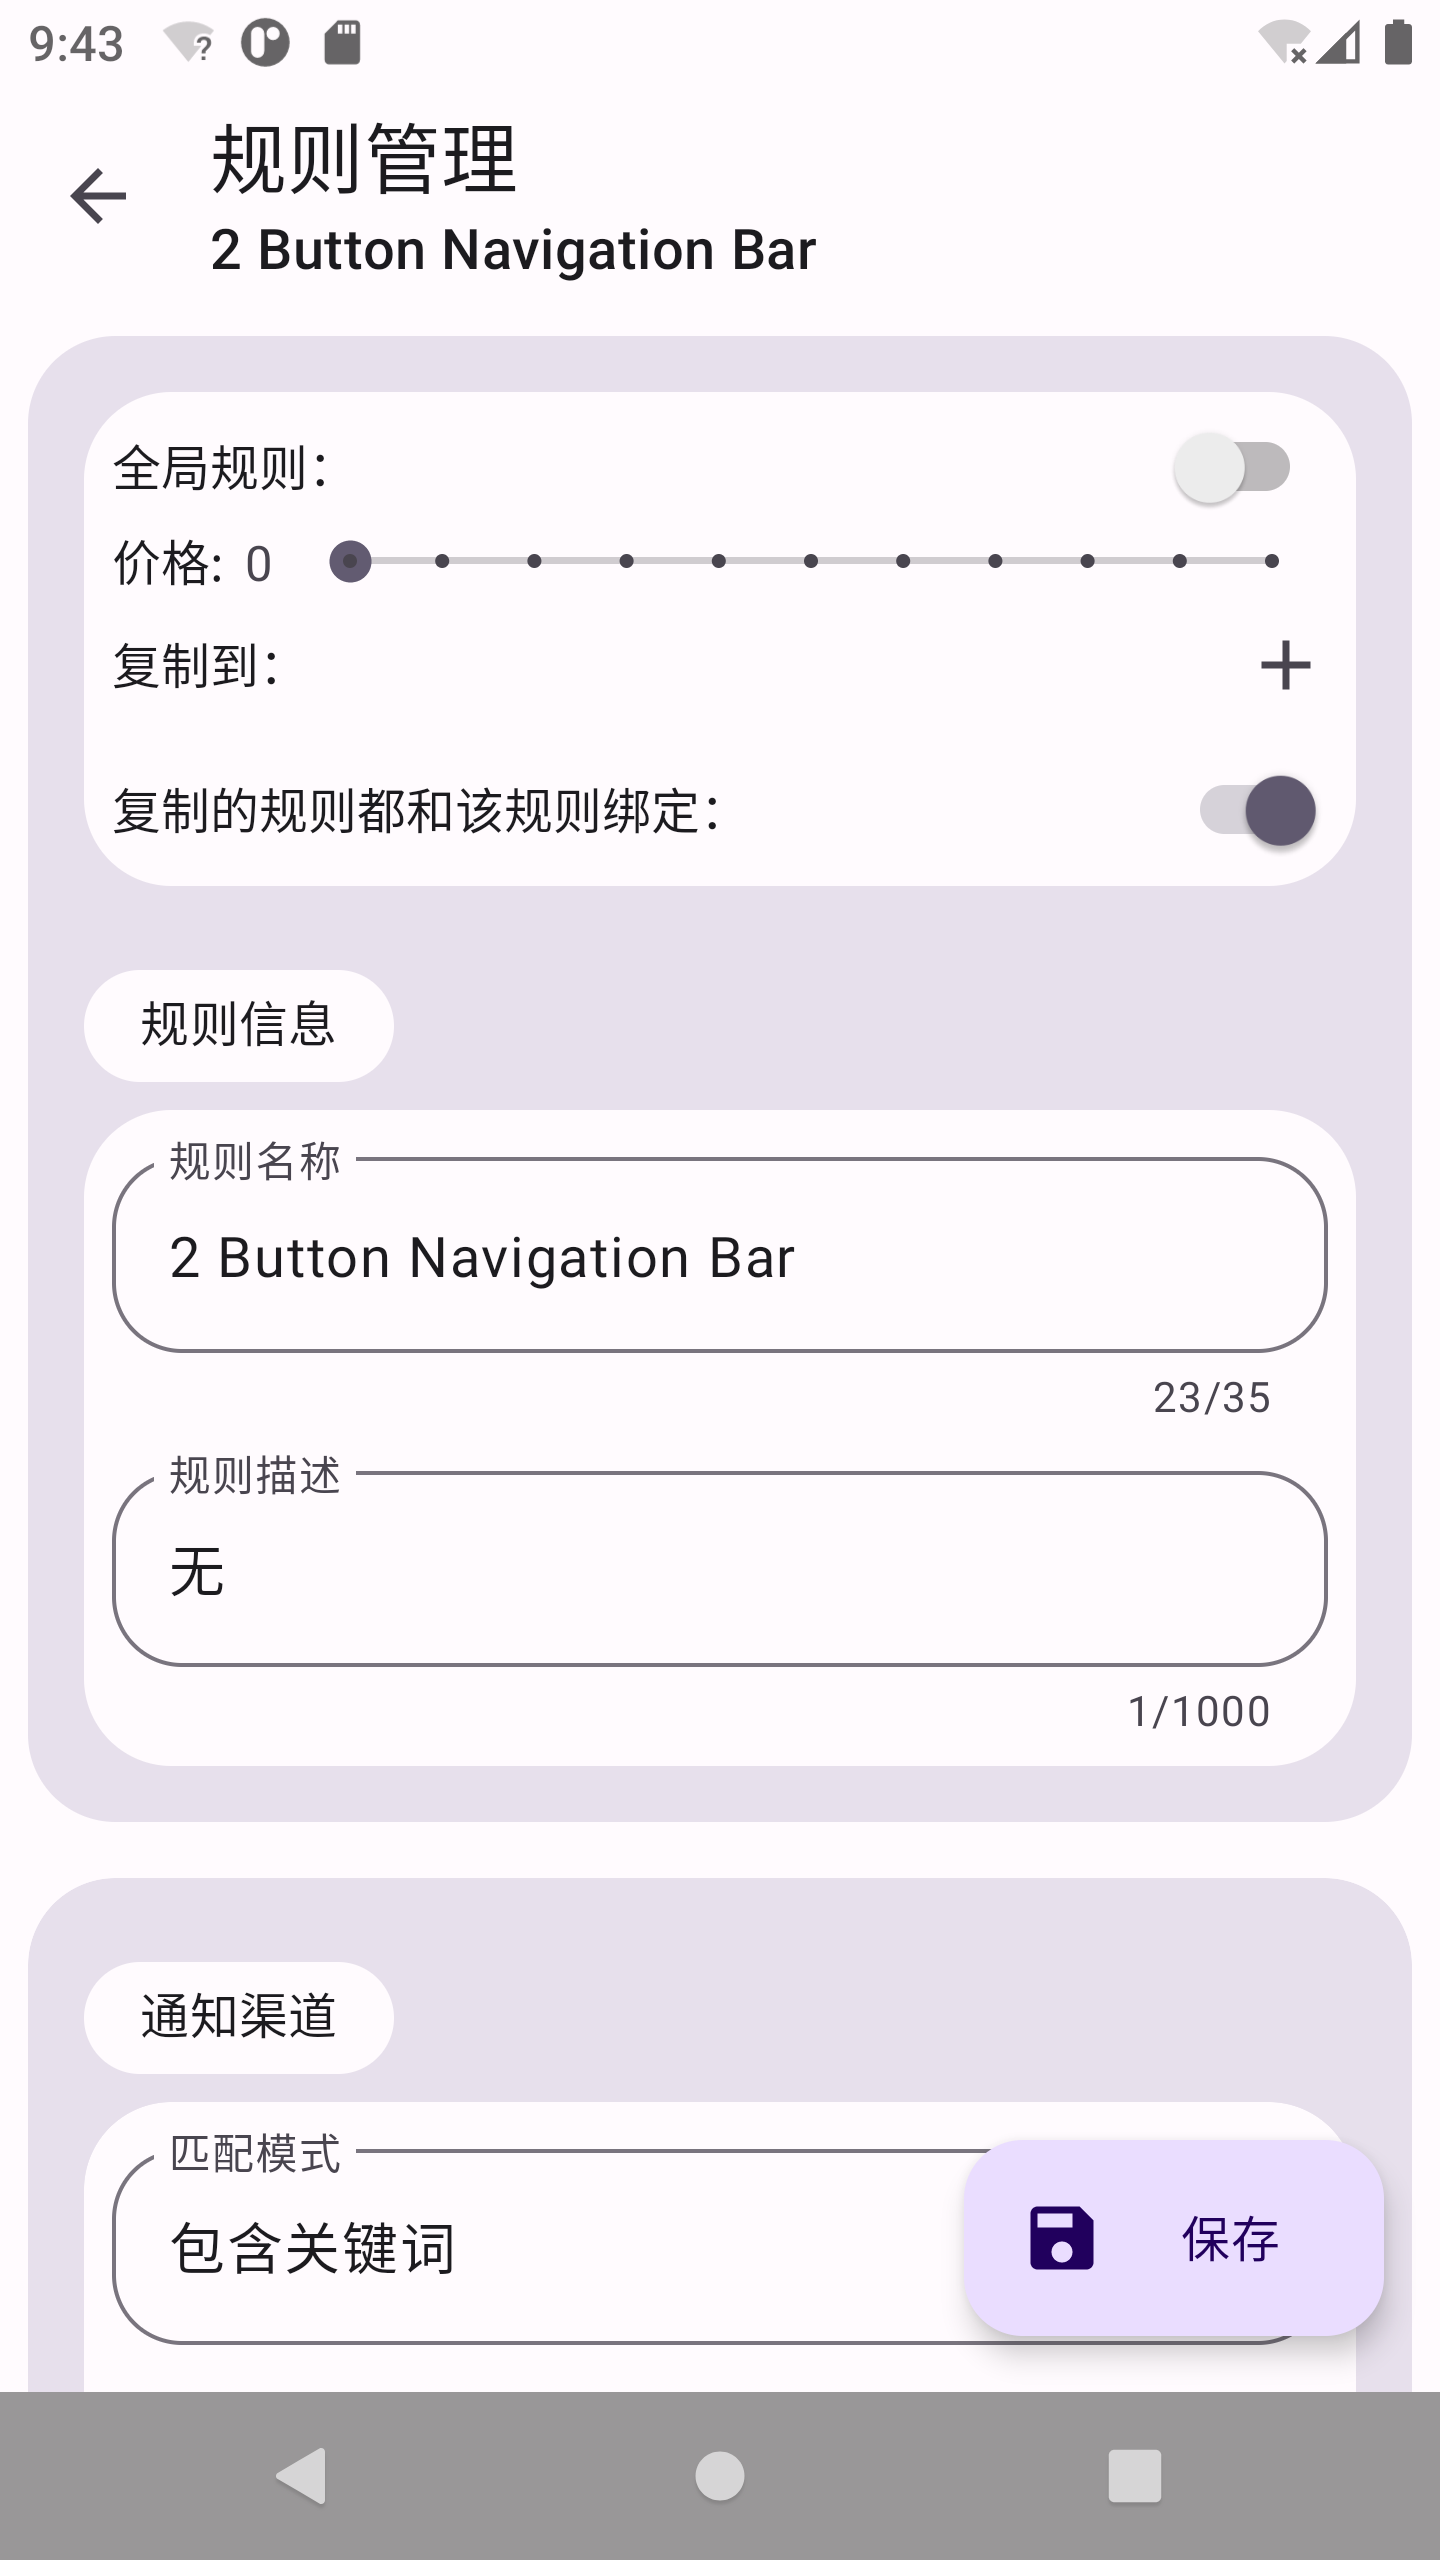 9:43
规则管理
2 Button Navigation Bar
全局规则：
价格: 0
复制到：
复制的规则都和该规则绑定：
规则信息
规则名称
2 Button Navigation Bar
23/35
规则描述
无
1/1000
通知渠道
匹配模式
包含关键词
保存